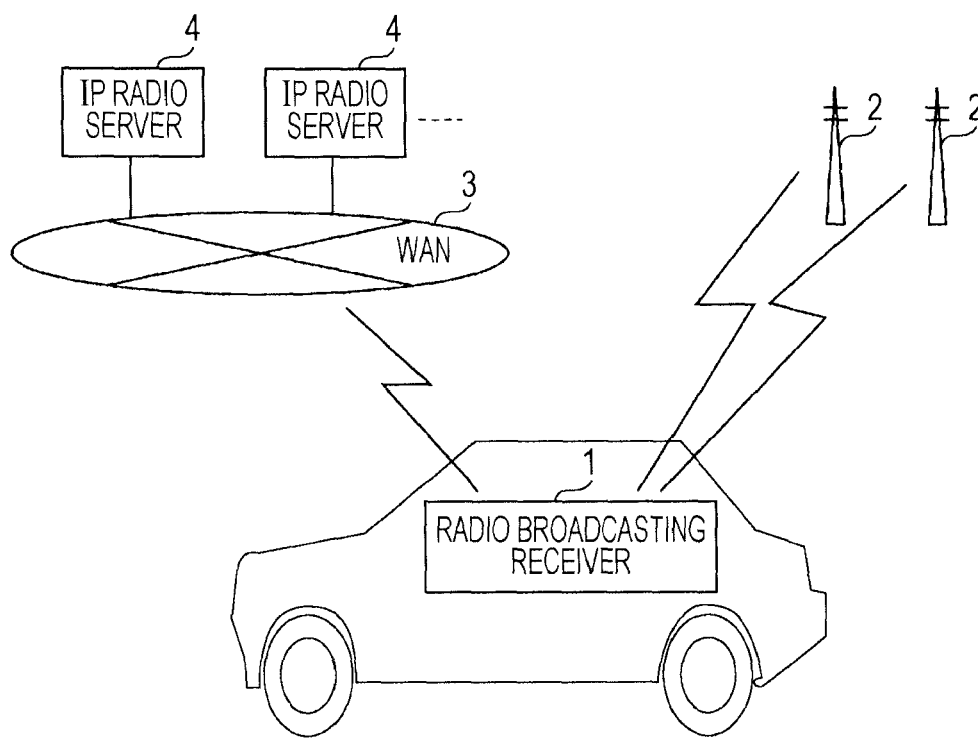 4
4
IP RADIO
SERVER
IP RADIO
SERVER
2
2
3
WAN
1
RADIO BROADCASTING
RECEIVER